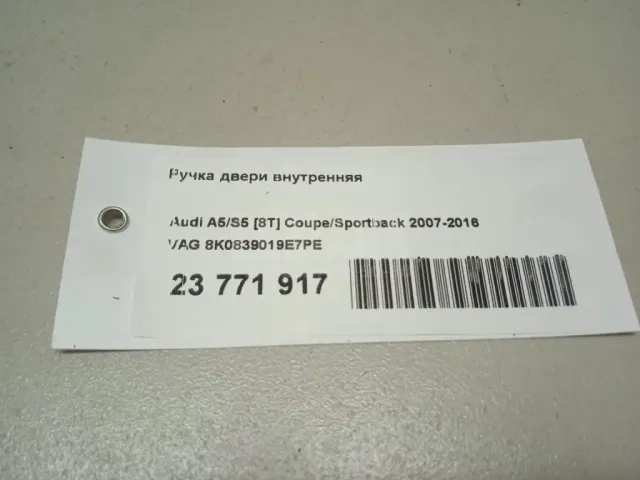 Ручка двери внутренняя
Audi A5/S5 [8T] Coupe/Sportback 2007-2016
VAG 8K0839019E7PE
23 771 917